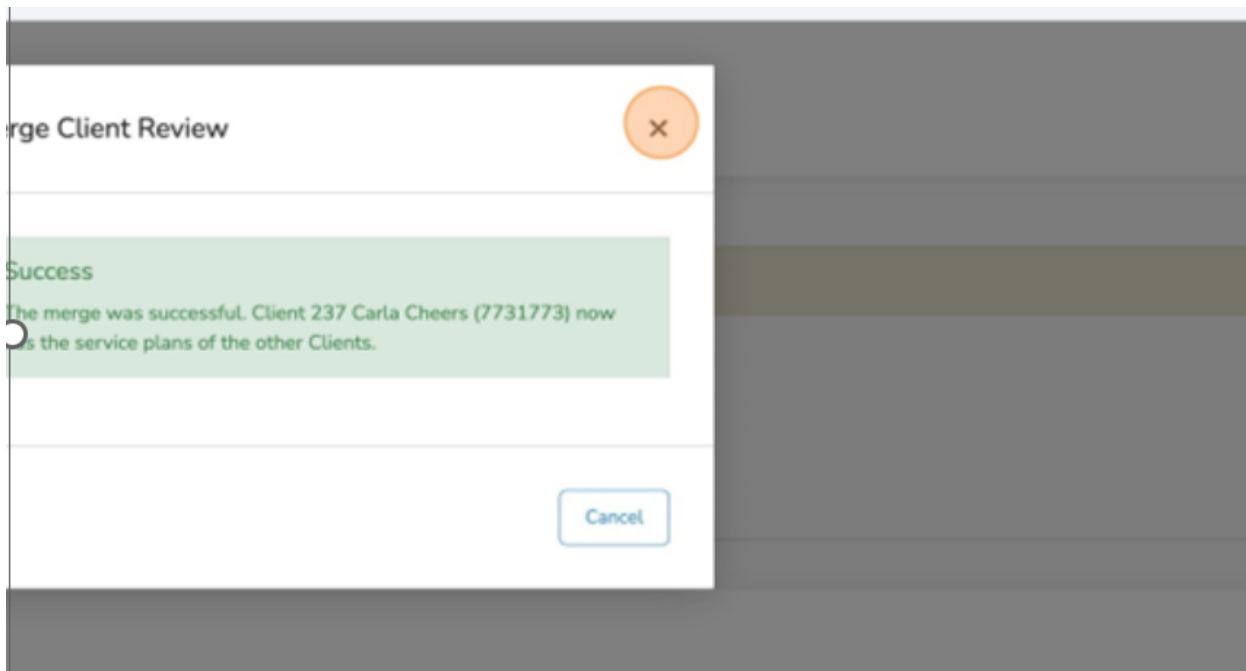 rge Client Review
×
Success
The merge was successful. Client 237 Carla Cheers (7731773) now
s the service plans of the other Clients.
Cancel